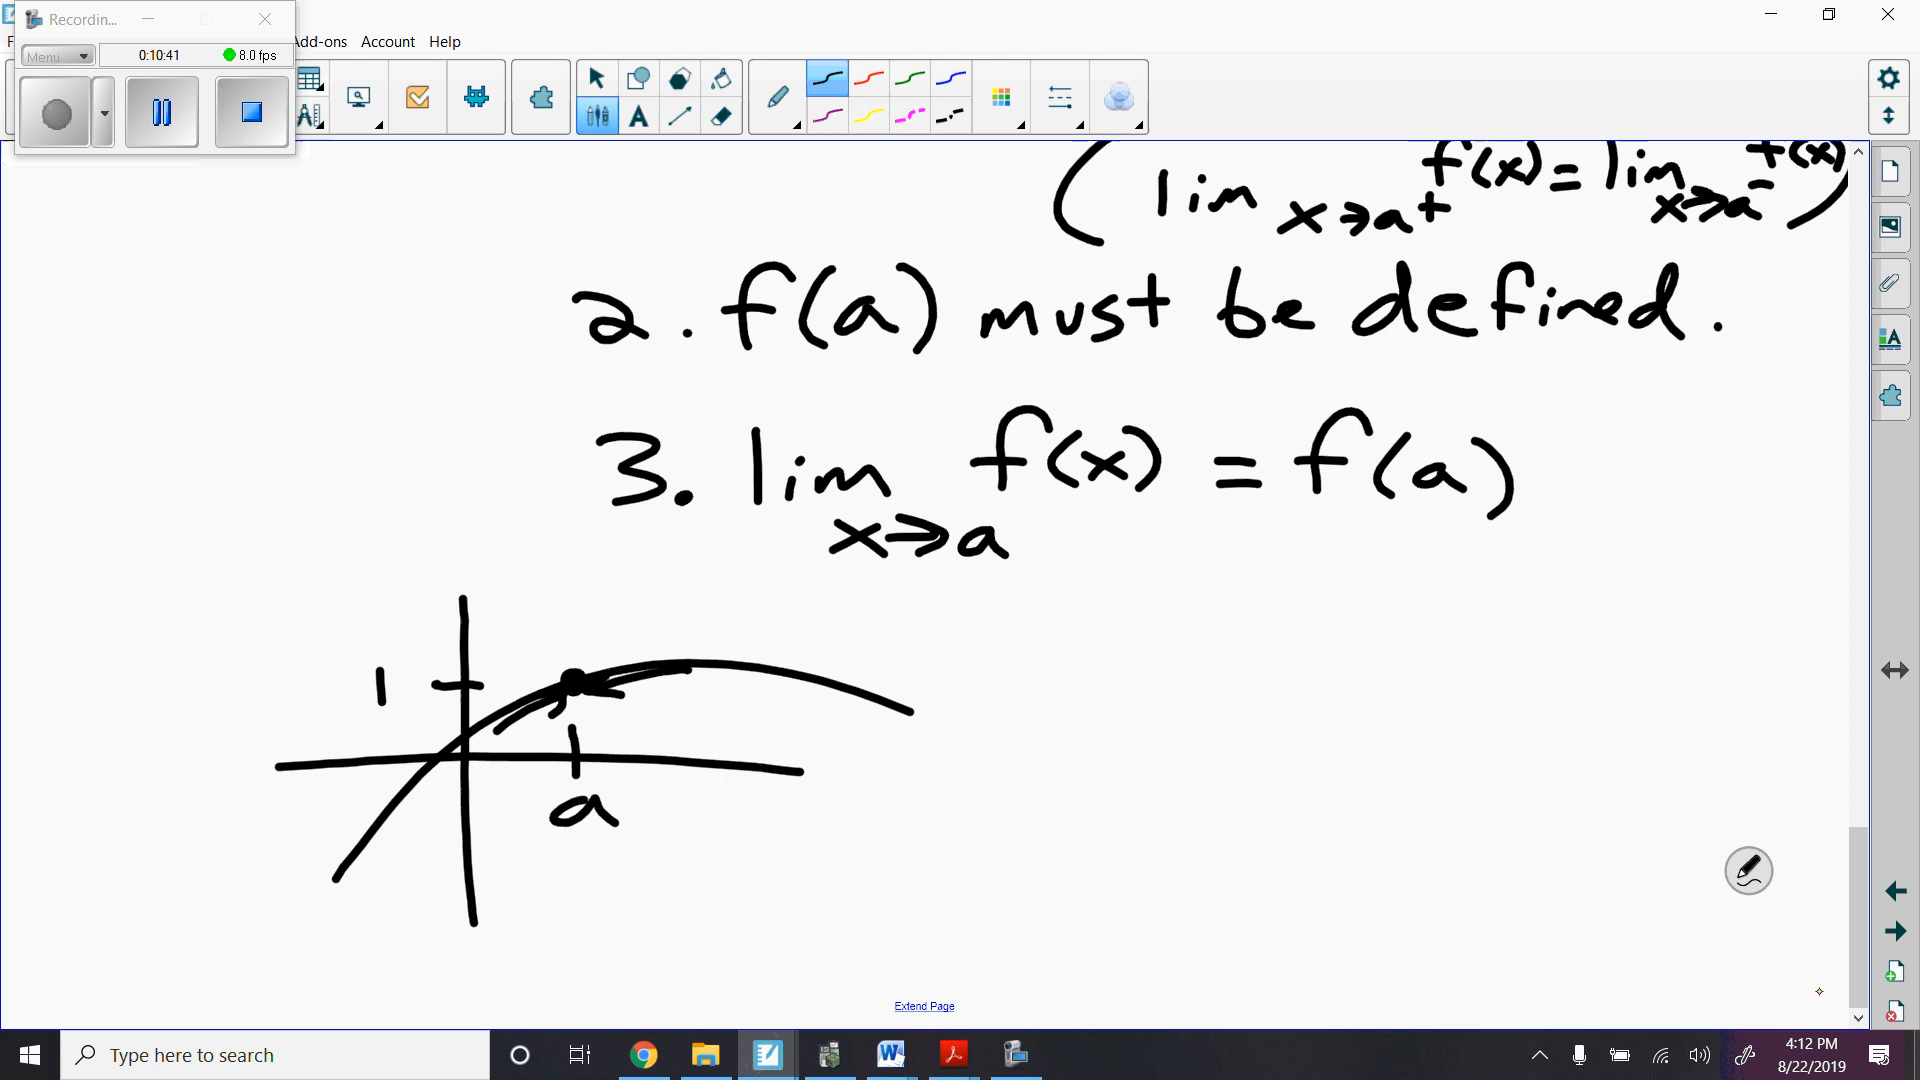 Recordin...
Menu
0:10:41
8.0 fps
Add-ons Account Help
(lim x→a+ f(x) = lim x→a- f(x))
2. f(a) must be defined.
3. lim x→a f(x) = f(a)
1
a
Extend Page
Type here to search
4:12 PM
8/22/2019